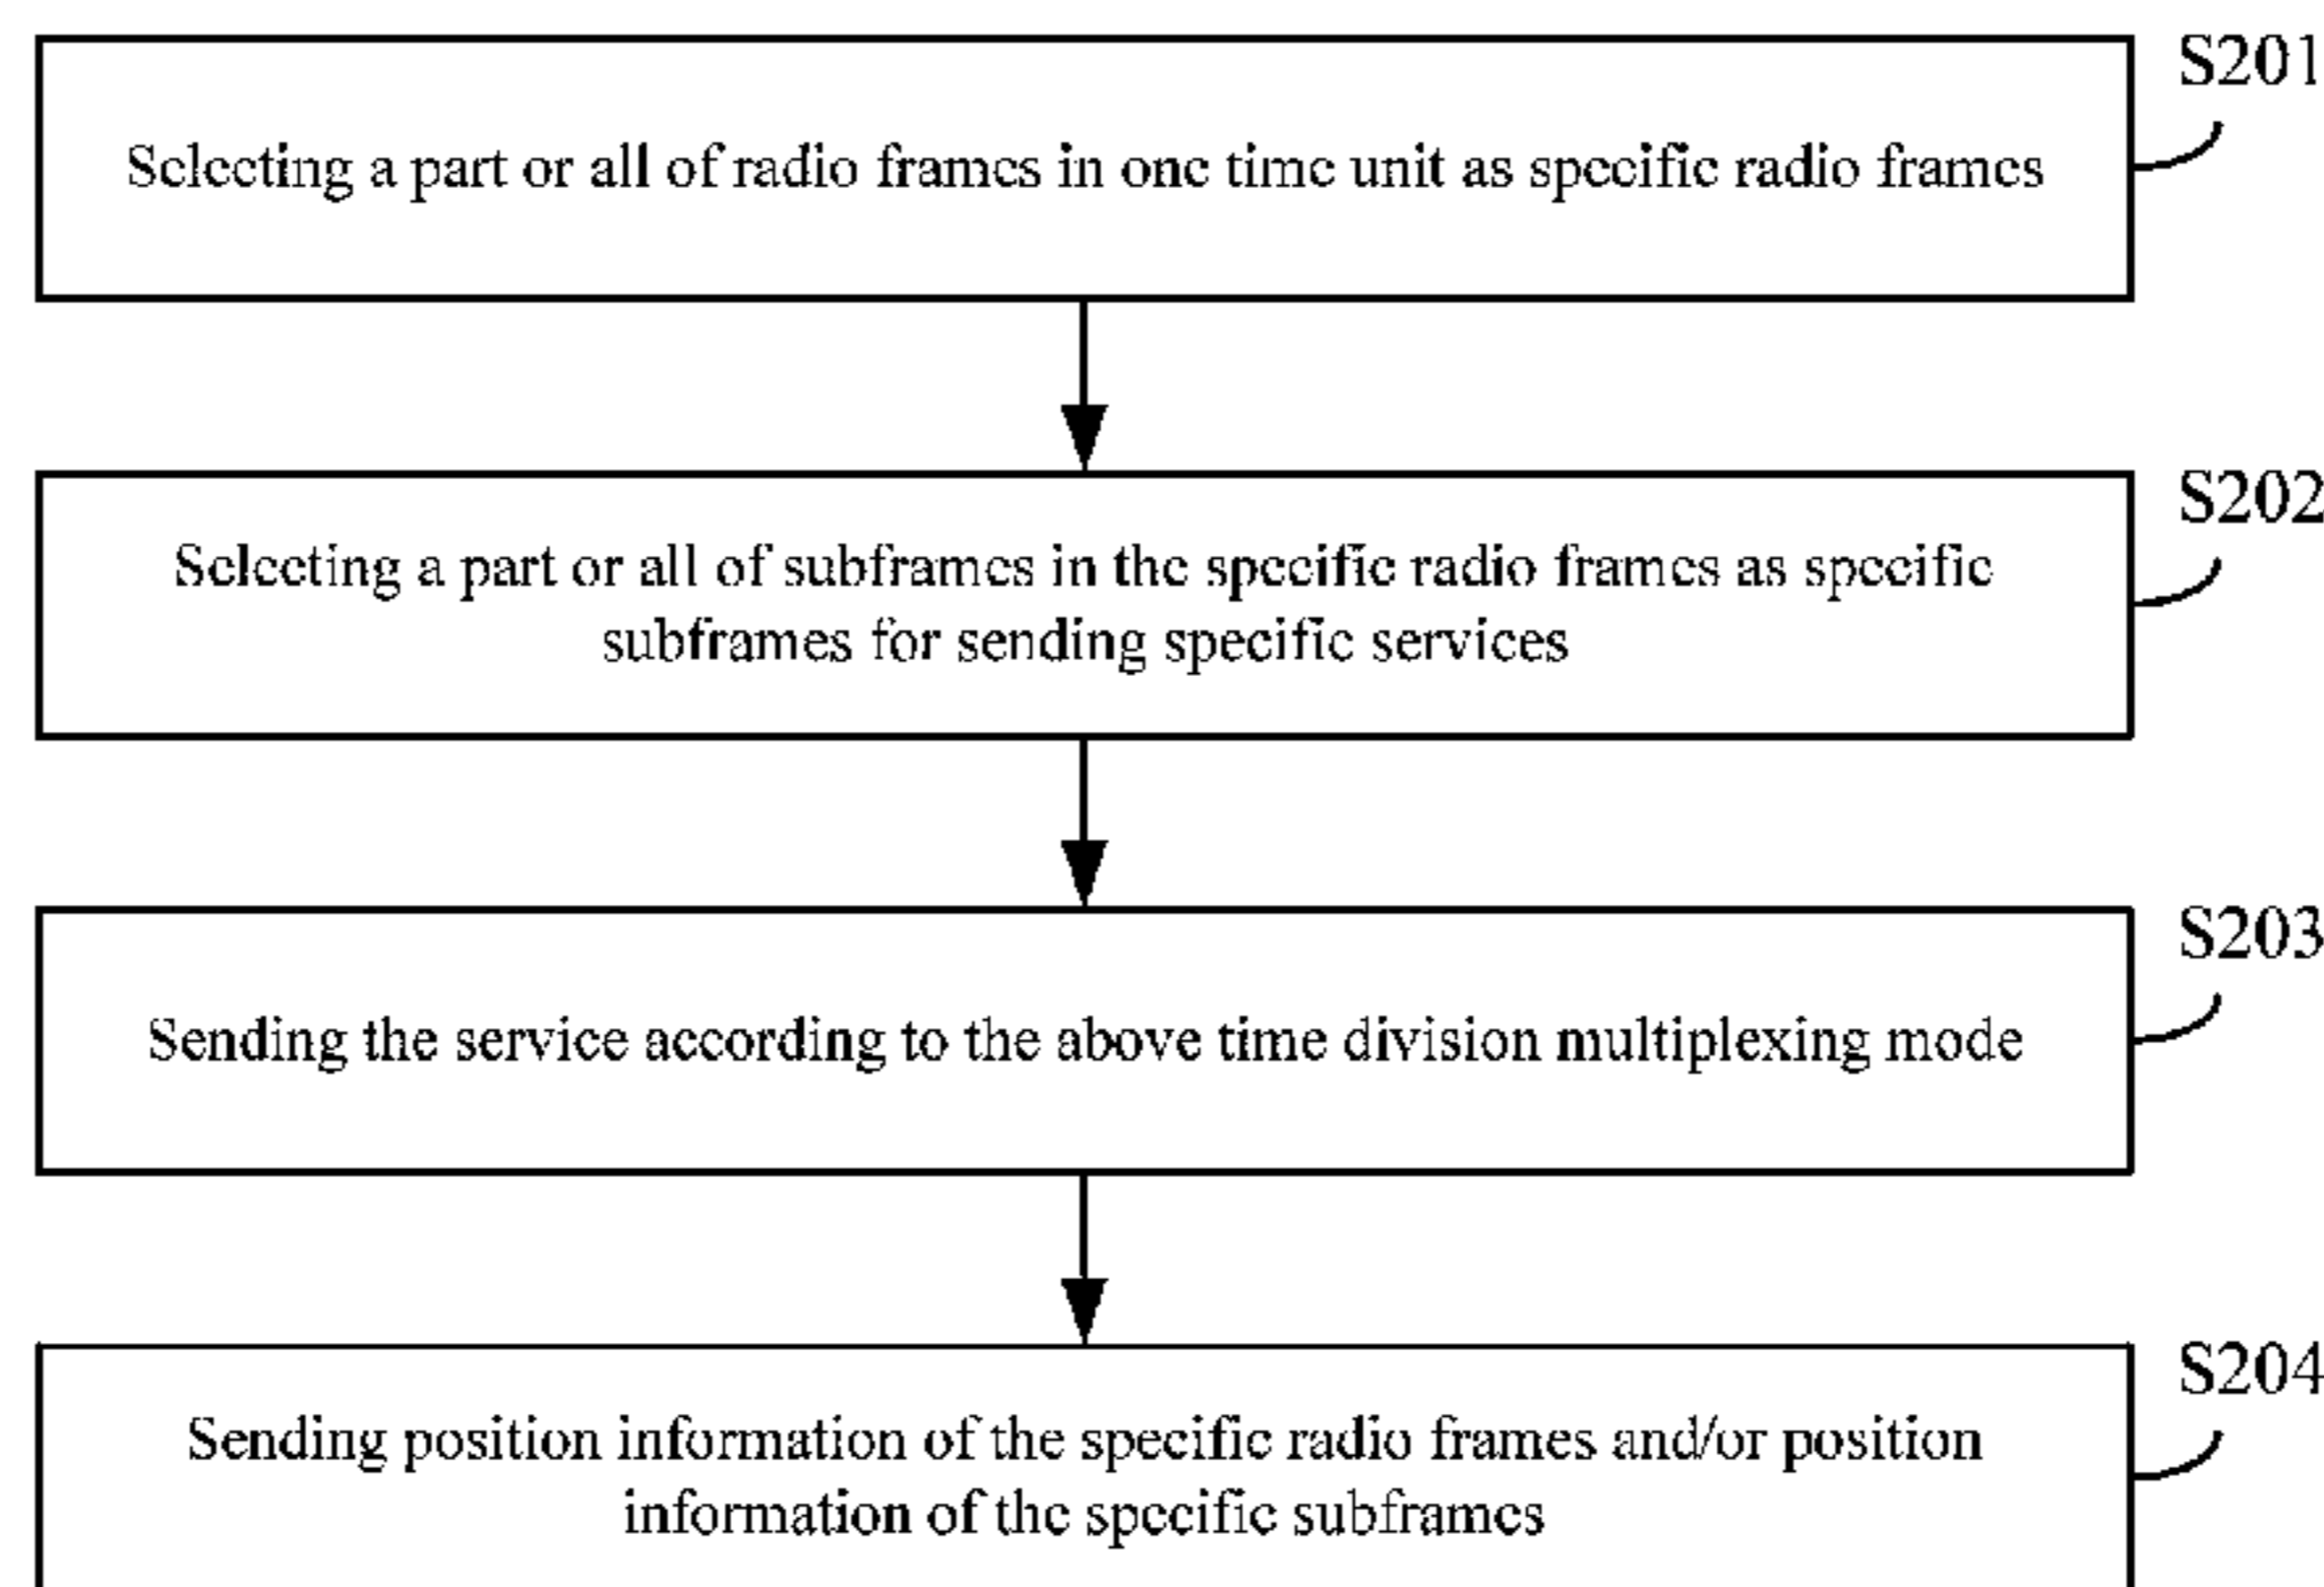 S201
Selecting a part or all of radio frames in one time unit as specific radio frames
S202
Selecting a part or all of subframes in the specific radio frames as specific
subframes for sending specific services
S203
Sending the service according to the above time division multiplexing mode
S204
Sending position information of the specific radio frames and/or position
information of the specific subframes